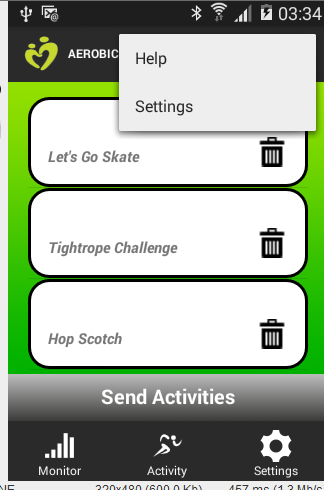 03:34
AEROBIC
Help
Settings
Let's Go Skate
Tightrope Challenge
Hop Scotch
Send Activities
Monitor
Activity
Settings
320x480 (600.0 Kb)
457 ms (1.3 Mb/s